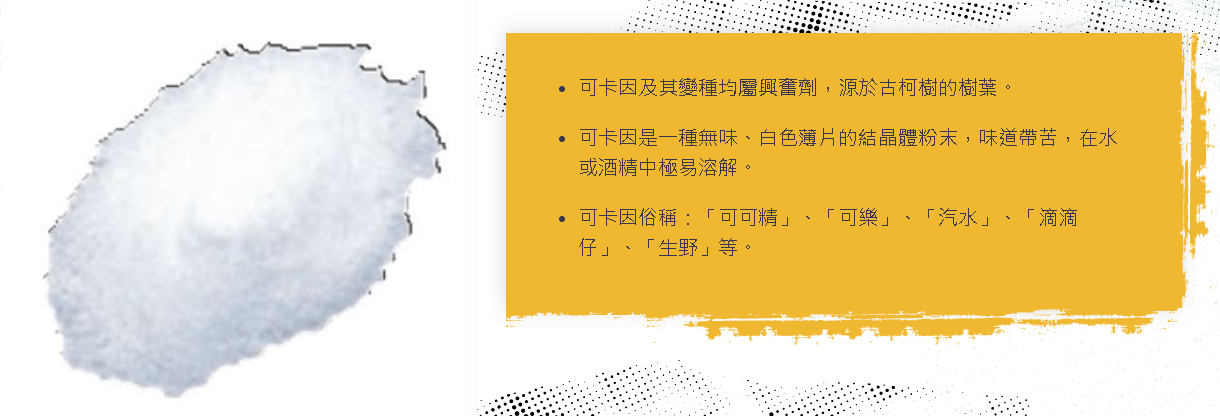 • 可卡因及其變種均屬興奮劑，源於古柯樹的樹葉。
• 可卡因是一種無味、白色薄片的結晶體粉末，味道帶苦，在水
或酒精中極易溶解。
• 可卡因俗稱：「可可精」、「可樂」、「汽水」、「滴滴
仔」、「生野」等。